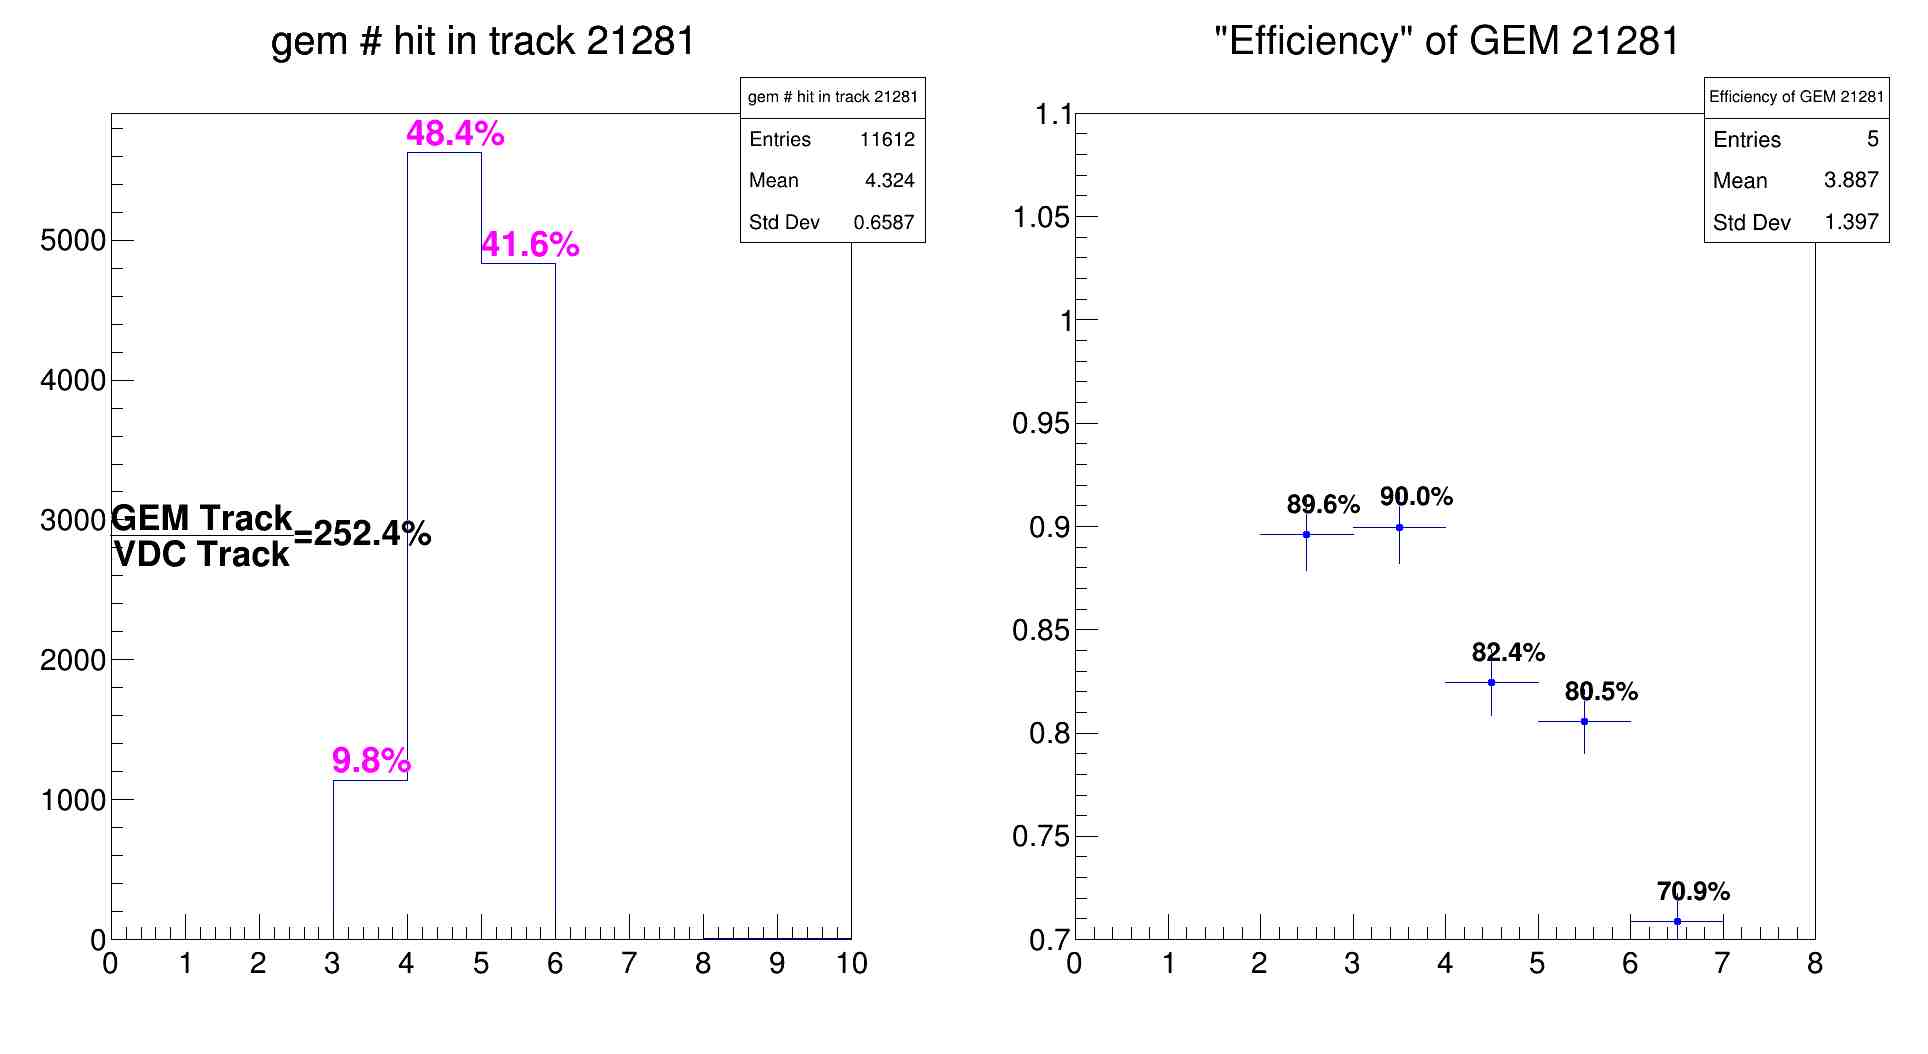 gem # hit in track 21281
gem # hit in track 21281
Entries 11612
Mean 4.324
Std Dev 0.6587
48.4%
41.6%
9.8%
GEM Track
VDC Track
=252.4%
5000
4000
3000
2000
1000
0
0 1 2 3 4 5 6 7 8 9 10
"Efficiency" of GEM 21281
Efficiency of GEM 21281
Entries 5
Mean 3.887
Std Dev 1.397
89.6%
90.0%
82.4%
80.5%
70.9%
1.1
1.05
1
0.95
0.9
0.85
0.8
0.75
0.7
0 1 2 3 4 5 6 7 8